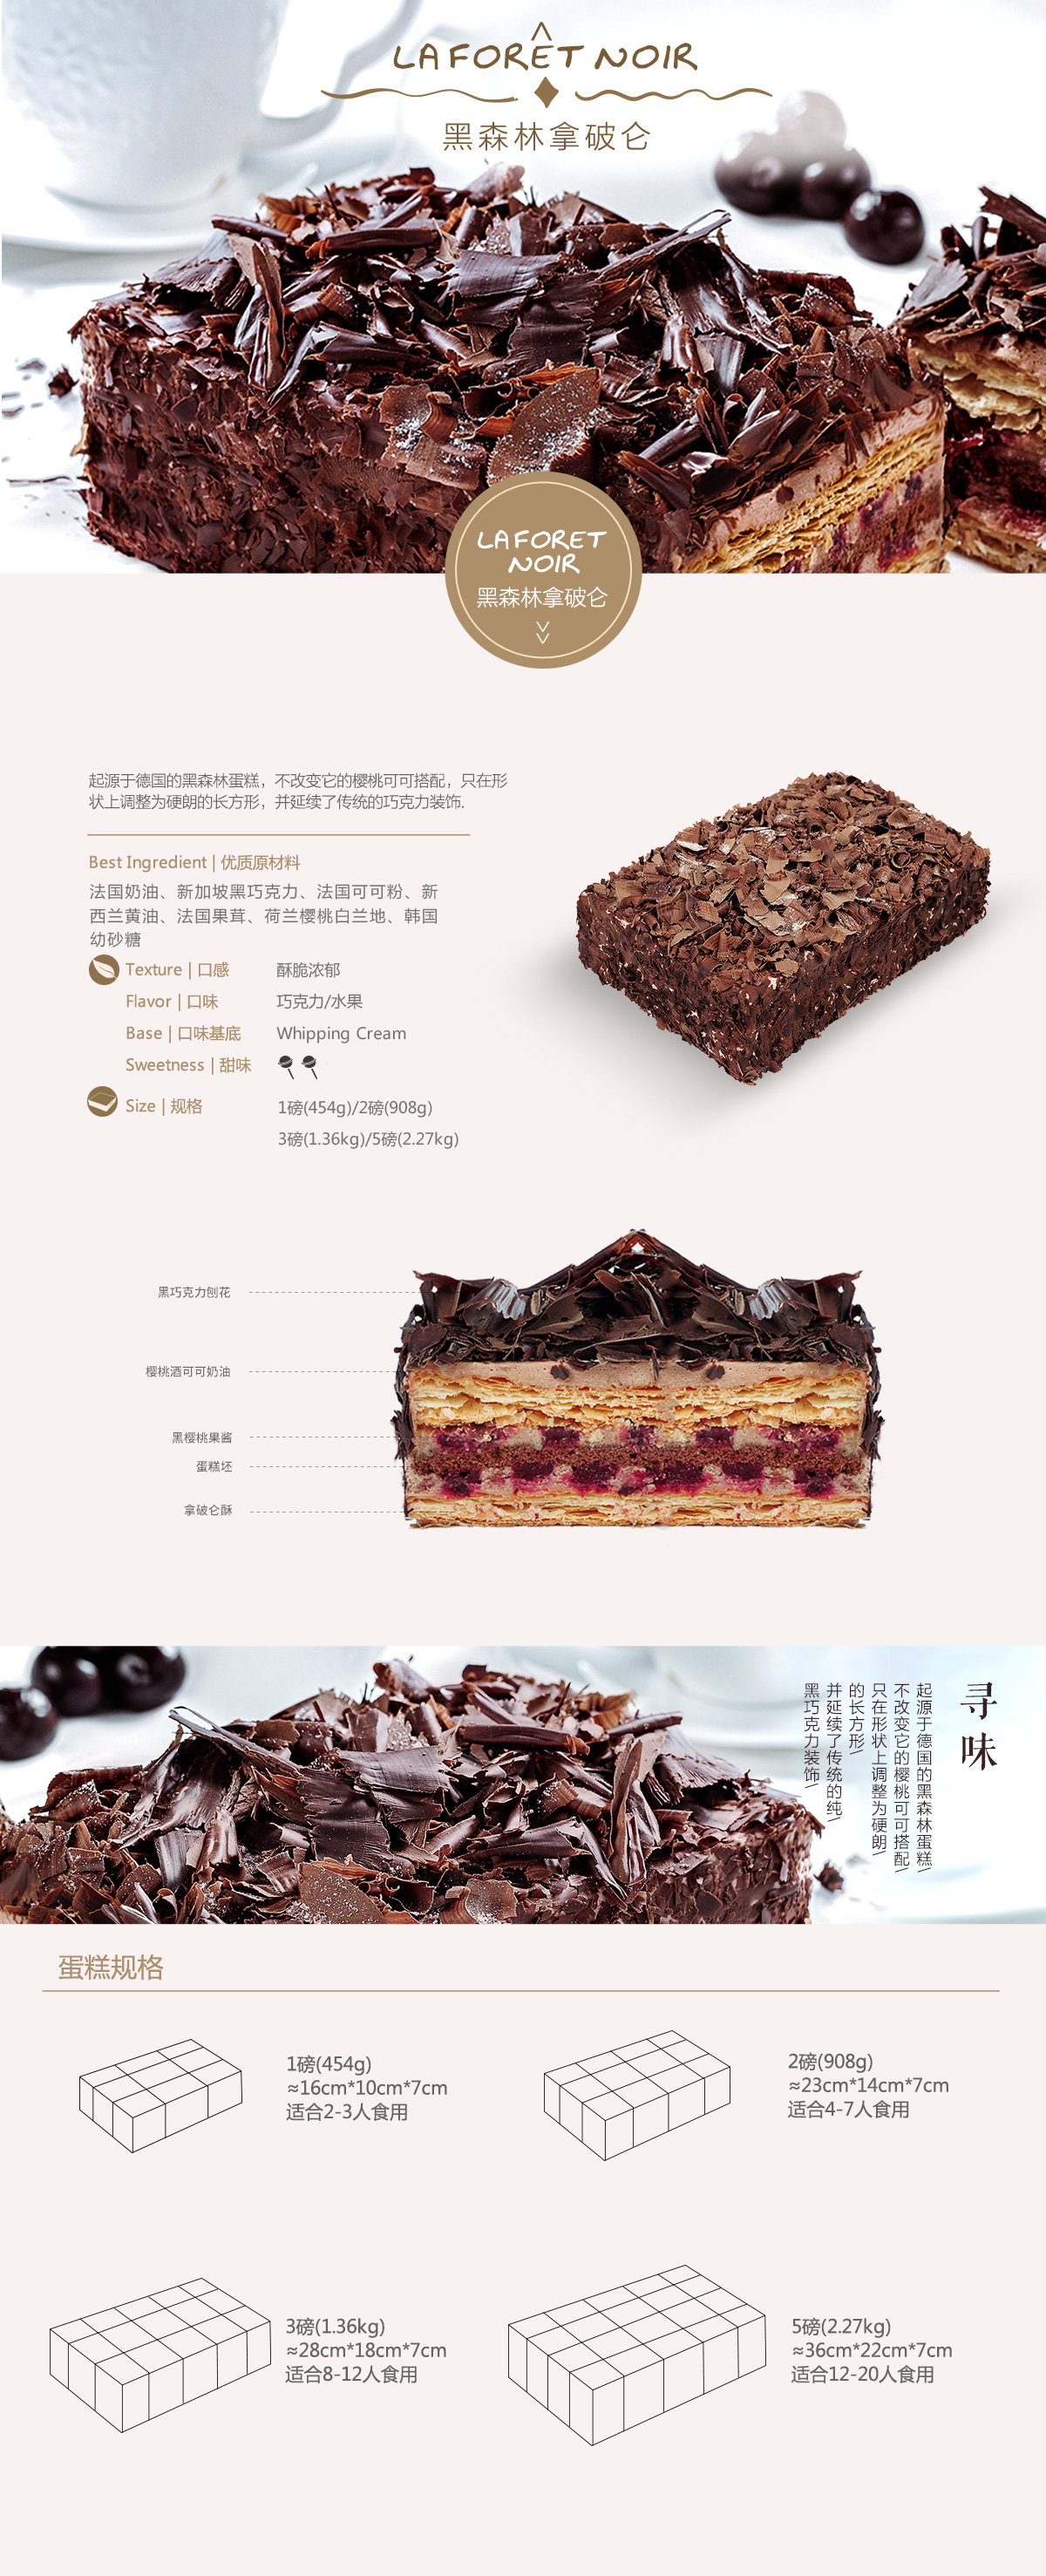 LA FORÊT NOIR
黑森林拿破仑
LA FORET
NOIR
黑森林拿破仑
起源于德国的黑森林蛋糕，不改变它的樱桃可可搭配，只在形
状上调整为硬朗的长方形，并延续了传统的巧克力装饰.
Best Ingredient | 优质原材料
法国奶油、新加坡黑巧克力、法国可可粉、新
西兰黄油、法国果茸、荷兰樱桃白兰地、韩国
幼砂糖
Texture | 口感 酥脆浓郁
Flavor | 口味 巧克力/水果
Base | 口味基底 Whipping Cream
Sweetness | 甜味
Size | 规格 1磅(454g)/2磅(908g)
3磅(1.36kg)/5磅(2.27kg)
黑巧克力刨花
樱桃酒可可奶油
黑樱桃果酱
蛋糕坯
拿破仑酥
寻味
起源于德国的黑森林蛋糕\
不改变它的樱桃可可搭配\
只在形状上调整为硬朗\
的长方形\
并延续了传统的纯\
黑巧克力装饰\
蛋糕规格
1磅(454g)
≈16cm*10cm*7cm
适合2-3人食用
2磅(908g)
≈23cm*14cm*7cm
适合4-7人食用
3磅(1.36kg)
≈28cm*18cm*7cm
适合8-12人食用
5磅(2.27kg)
≈36cm*22cm*7cm
适合12-20人食用